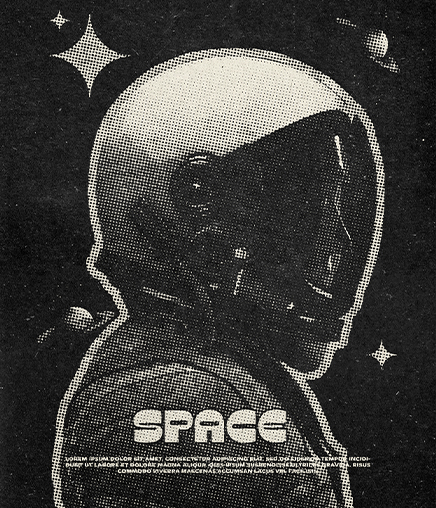 SPACE
LOREM IPSUM DOLOR SIT AMET, CONSECTETUR ADIPISCING ELIT, SED DO EIUSMOD TEMPOR INCIDI-
DUNT UT LABORE ET DOLORE MAGNA ALIQUA. QUIS IPSUM SUSPENDISSE ULTRICES GRAVIDA. RISUS
COMMODO VIVERRA MAECENAS ACCUMSAN LACUS VEL FACILISIS.